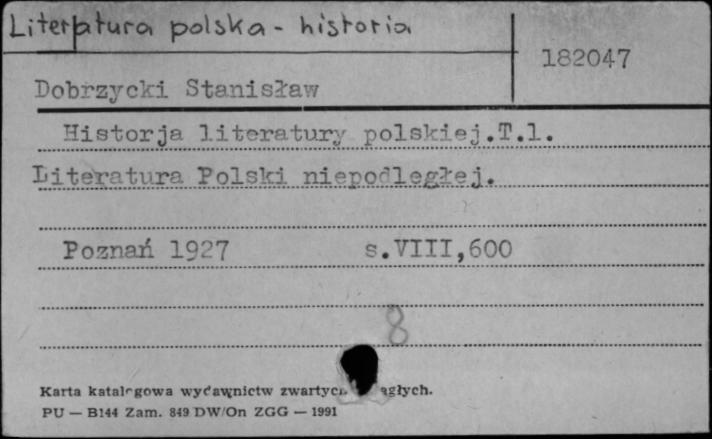 Literatura polska - historia
182047
Dobrzycki Stanisław
Historja literatury polskiej.T.1.
Literatura Polski niepodległej.
Poznań 1927 s.VIII,600
8
Karta katalogowa wydawnictw zwartych
PU — B144 Zam. 849 DW/On ZGG — 1991